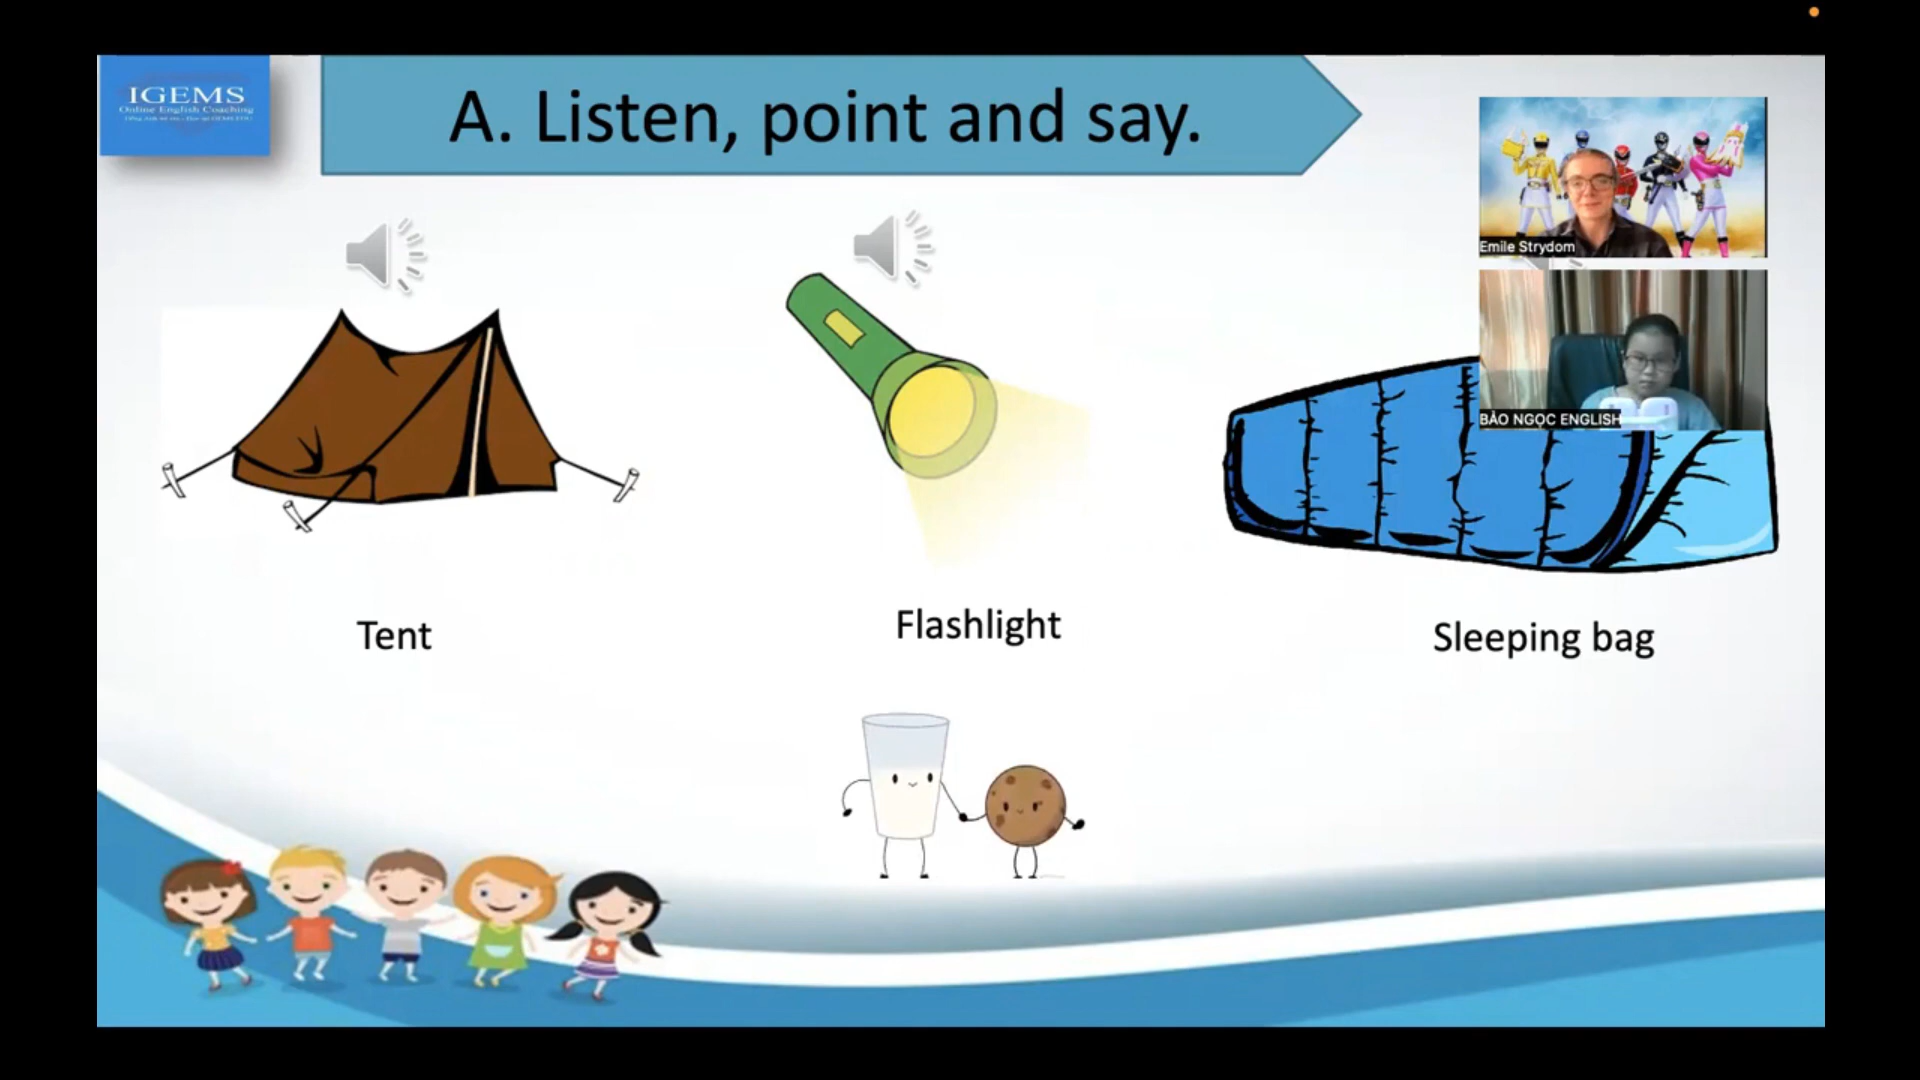 IGEMS
Online English Coaching
A. Listen, point and say.
Emile Strydom
BẢO NGỌC ENGLISH
Tent
Flashlight
Sleeping bag